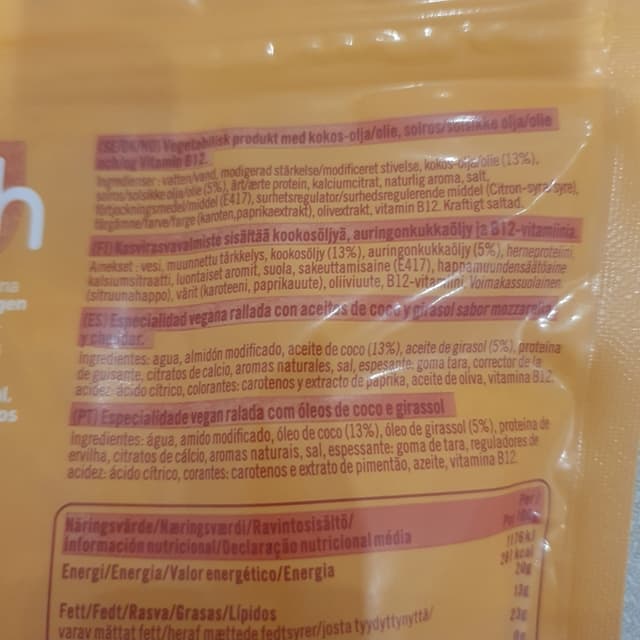 h
(SE/DK/NO) Vegetabilisk produkt med kokos-olja/olie, solros/solsikke olja/olie
och/og Vitamin B12.
Ingredienser: vatten/vand, modigerad stärkelse/modificeret stivelse, kokos-olja/olie (13%),
solros/solsikke olja/olie (5%), ärt/ærte protein, kalciumcitrat, naturlig aroma, salt,
förtjockningsmedel/middel (E417), surhetsregulator/surhedsregulerende middel (Citron-syra/syre),
färgämne/farve/farge (karoten,paprikaextrakt), olivextrakt, vitamin B12. Kraftigt saltad.
(FI) Kasvirasvavalmiste sisältää kookosöljyä, auringonkukkaöljy ja B12-vitamiinia.
Ainekset: vesi, muunnettu tärkkelys, kookosöljy (13%), auringonkukkaöljy (5%), herneproteiini,
kalsiumsitraatti, luontaiset aromit, suola, sakeuttamisaine (E417), happamuudensäätöaine
(sitruunahappo), värit (karoteeni, paprikauute), oliiviuute, B12-vitamiini. Voimakassuolainen.
(ES) Especialidad vegana rallada con aceites de coco y girasol sabor mozzarella
y cheddar.
Ingredientes: agua, almidón modificado, aceite de coco (13%), aceite de girasol (5%), proteína
de guisante, citratos de calcio, aromas naturales, sal, espesante: goma tara, corrector de la
acidez: ácido cítrico, colorantes: carotenos y extracto de paprika, aceite de oliva, vitamina B12.
(PT) Especialidade vegan ralada com óleos de coco e girassol
Ingredientes: água, amido modificado, óleo de coco (13%), óleo de girassol (5%), proteína de
ervilha, citratos de cálcio, aromas naturais, sal, espessante: goma de tara, reguladores de
acidez: ácido cítrico, corantes: carotenos e extrato de pimentão, azeite, vitamina B12.
Näringsvärde/Næringsværdi/Ravintosisältö/
Información nutricional/Declaração nutricional média
Per/
Energi/Energia/Valor energético/Energia
1176 kJ
281 kcal
Fett/Fedt/Rasva/Grasas/Lípidos
varav mättat fett/heraf mættede fedtsyrer/josta tyydyttynyttä/